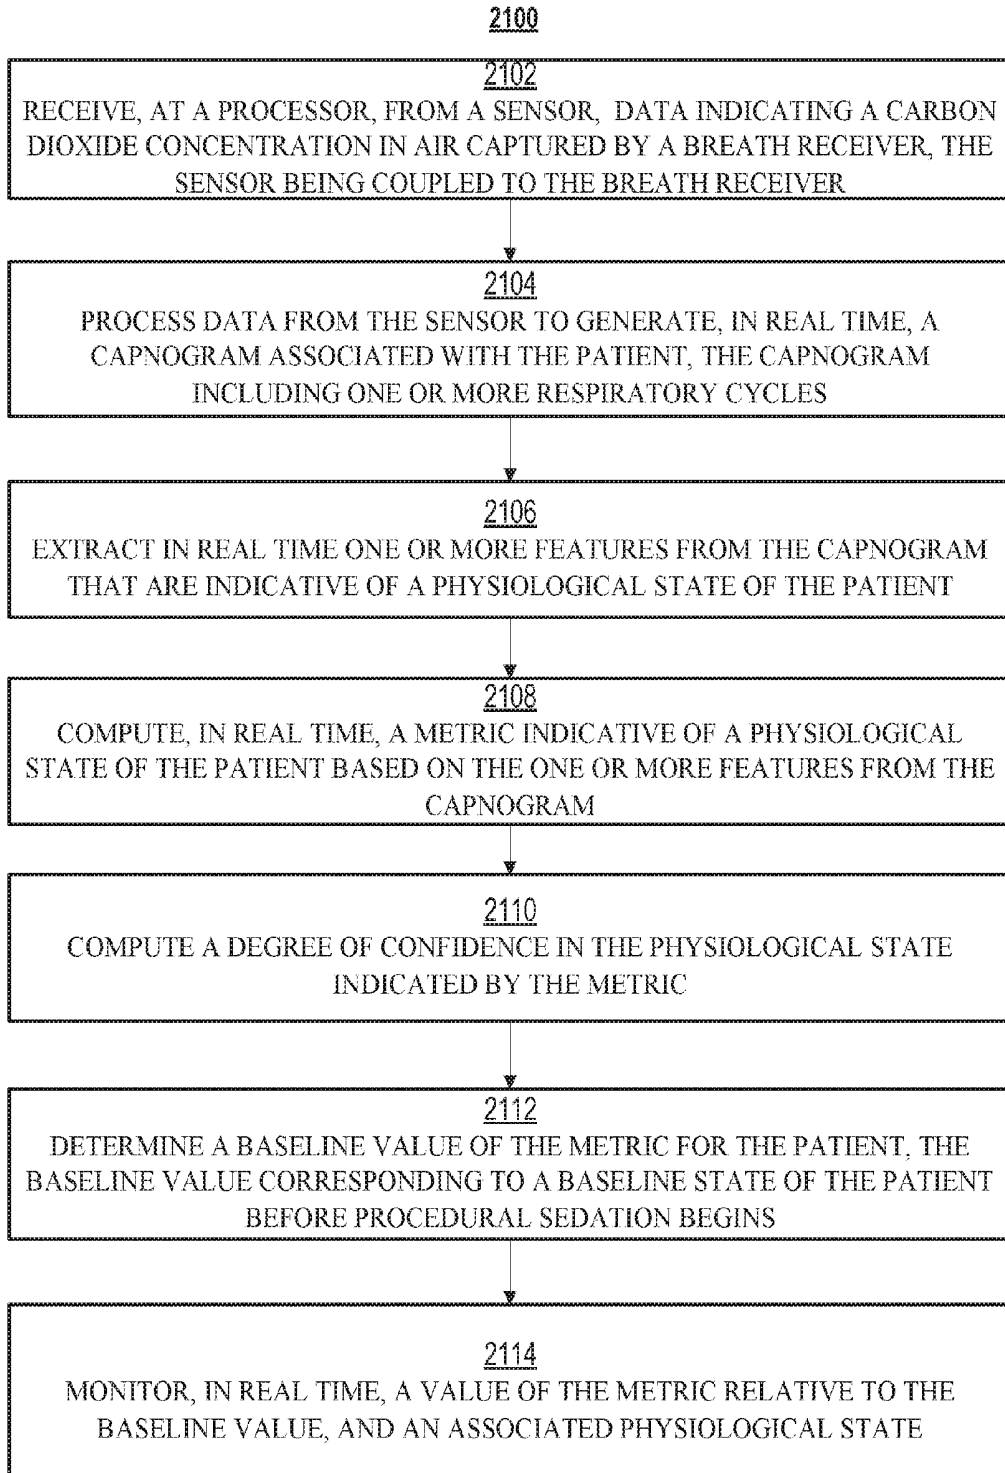 2100
2102
RECEIVE, AT A PROCESSOR, FROM A SENSOR, DATA INDICATING A CARBON
DIOXIDE CONCENTRATION IN AIR CAPTURED BY A BREATH RECEIVER, THE
SENSOR BEING COUPLED TO THE BREATH RECEIVER
2104
PROCESS DATA FROM THE SENSOR TO GENERATE, IN REAL TIME, A
CAPNOGRAM ASSOCIATED WITH THE PATIENT, THE CAPNOGRAM
INCLUDING ONE OR MORE RESPIRATORY CYCLES
2106
EXTRACT IN REAL TIME ONE OR MORE FEATURES FROM THE CAPNOGRAM
THAT ARE INDICATIVE OF A PHYSIOLOGICAL STATE OF THE PATIENT
2108
COMPUTE, IN REAL TIME, A METRIC INDICATIVE OF A PHYSIOLOGICAL
STATE OF THE PATIENT BASED ON THE ONE OR MORE FEATURES FROM THE
CAPNOGRAM
2110
COMPUTE A DEGREE OF CONFIDENCE IN THE PHYSIOLOGICAL STATE
INDICATED BY THE METRIC
2112
DETERMINE A BASELINE VALUE OF THE METRIC FOR THE PATIENT, THE
BASELINE VALUE CORRESPONDING TO A BASELINE STATE OF THE PATIENT
BEFORE PROCEDURAL SEDATION BEGINS
2114
MONITOR, IN REAL TIME, A VALUE OF THE METRIC RELATIVE TO THE
BASELINE VALUE, AND AN ASSOCIATED PHYSIOLOGICAL STATE